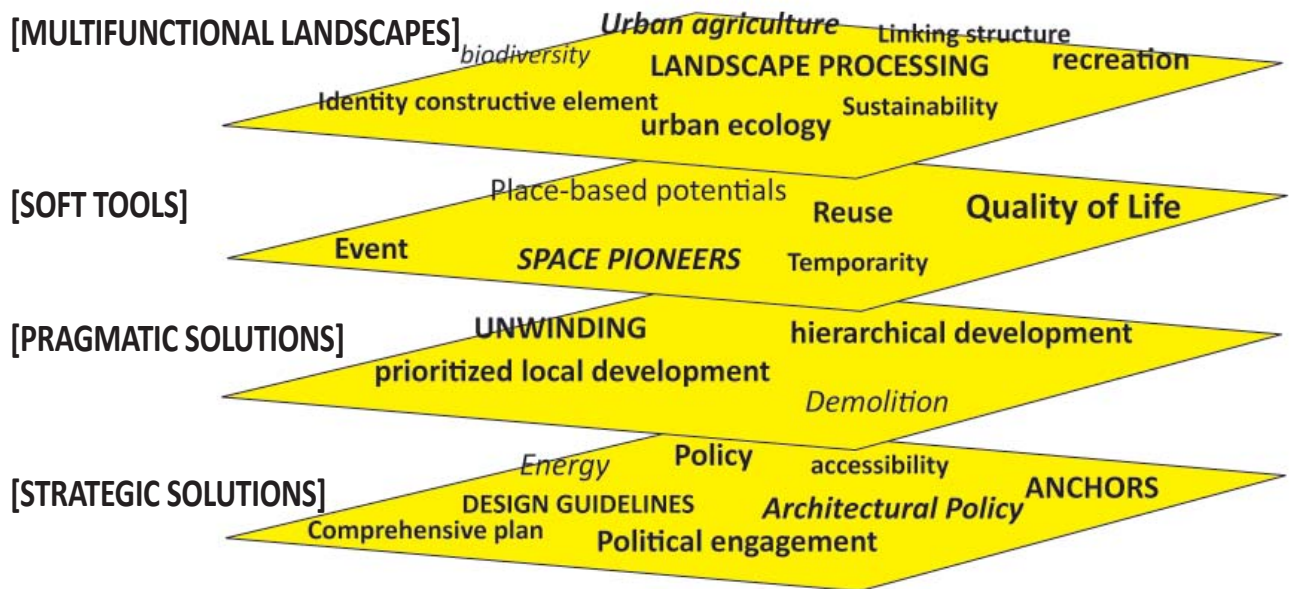 [MULTIFUNCTIONAL LANDSCAPES]
Urban agriculture
Linking structure
biodiversity
LANDSCAPE PROCESSING
recreation
Identity constructive element
Sustainability
urban ecology
[SOFT TOOLS]
Place-based potentials
Reuse
Quality of Life
Event
SPACE PIONEERS
Temporarity
[PRAGMATIC SOLUTIONS]
UNWINDING
hierarchical development
prioritized local development
Demolition
[STRATEGIC SOLUTIONS]
Energy
Policy
accessibility
ANCHORS
DESIGN GUIDELINES
Architectural Policy
Comprehensive plan
Political engagement